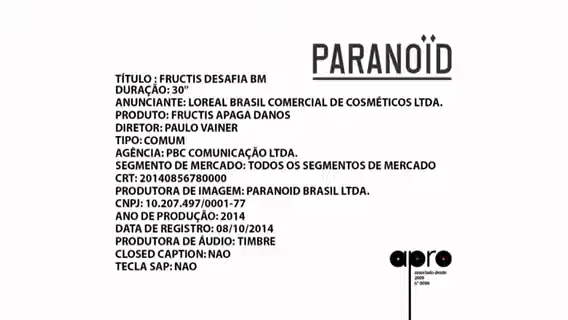 PARANOÏD
TÍTULO : FRUCTIS DESAFIA BM
DURAÇÃO: 30"
ANUNCIANTE: LOREAL BRASIL COMERCIAL DE COSMÉTICOS LTDA.
PRODUTO: FRUCTIS APAGA DANOS
DIRETOR: PAULO VAINER
TIPO: COMUM
AGÊNCIA: PBC COMUNICAÇÃO LTDA.
SEGMENTO DE MERCADO: TODOS OS SEGMENTOS DE MERCADO
CRT: 20140856780000
PRODUTORA DE IMAGEM: PARANOID BRASIL LTDA.
CNPJ: 10.207.497/0001-77
ANO DE PRODUÇÃO: 2014
DATA DE REGISTRO: 08/10/2014
PRODUTORA DE ÁUDIO: TIMBRE
CLOSED CAPTION: NAO
TECLA SAP: NAO
apro
associado desde
2009